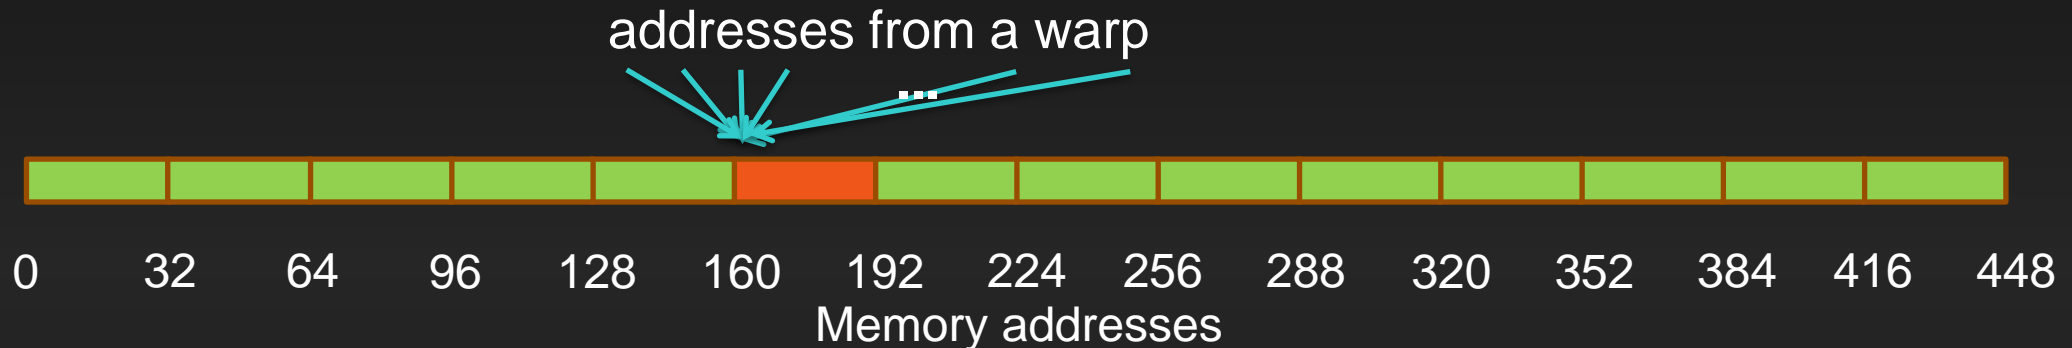 addresses from a warp
...
0 32 64 96 128 160 192 224 256 288 320 352 384 416 448
Memory addresses